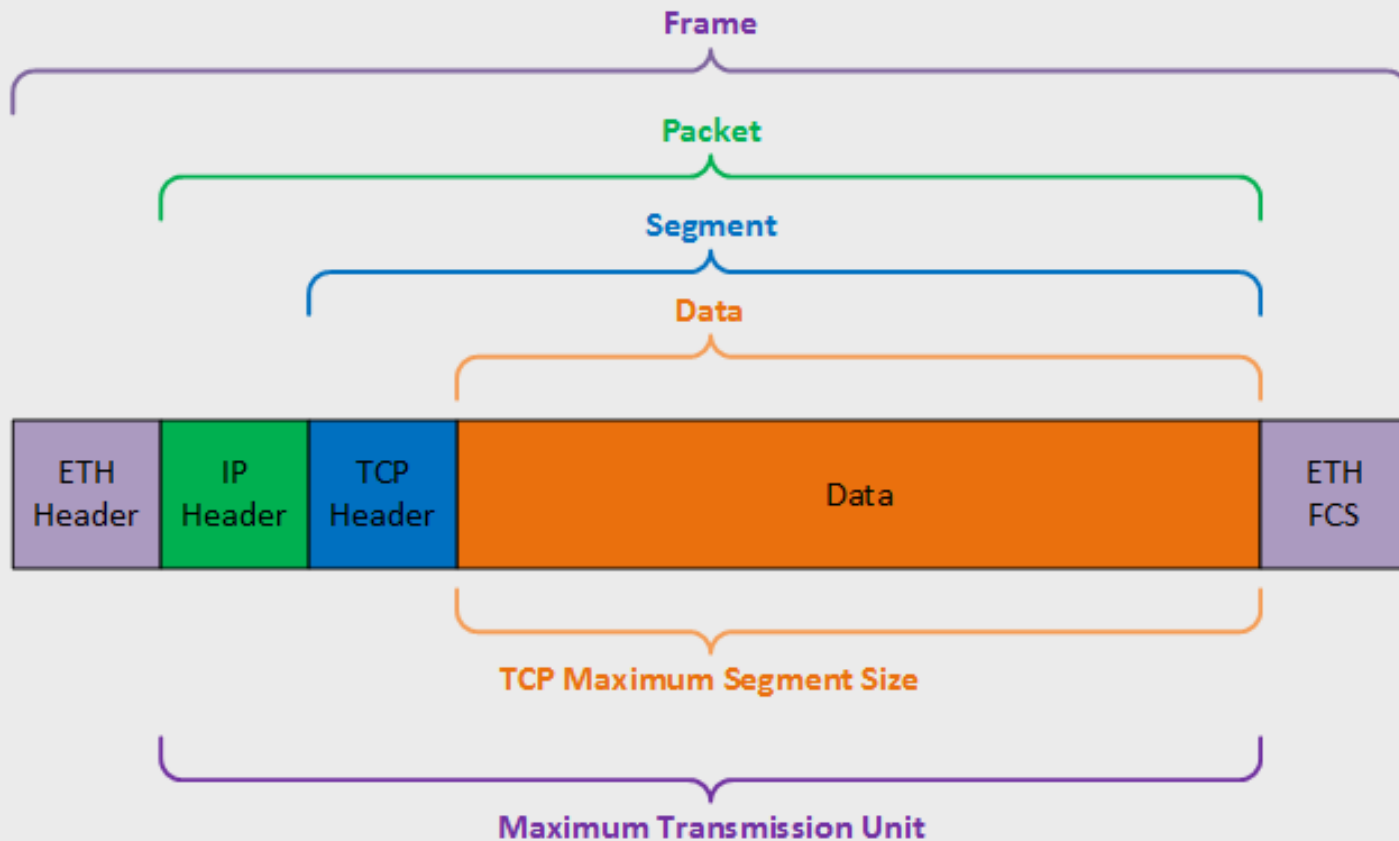 Frame
Packet
Segment
Data
ETH
Header
IP
Header
TCP
Header
Data
ETH
FCS
TCP Maximum Segment Size
Maximum Transmission Unit